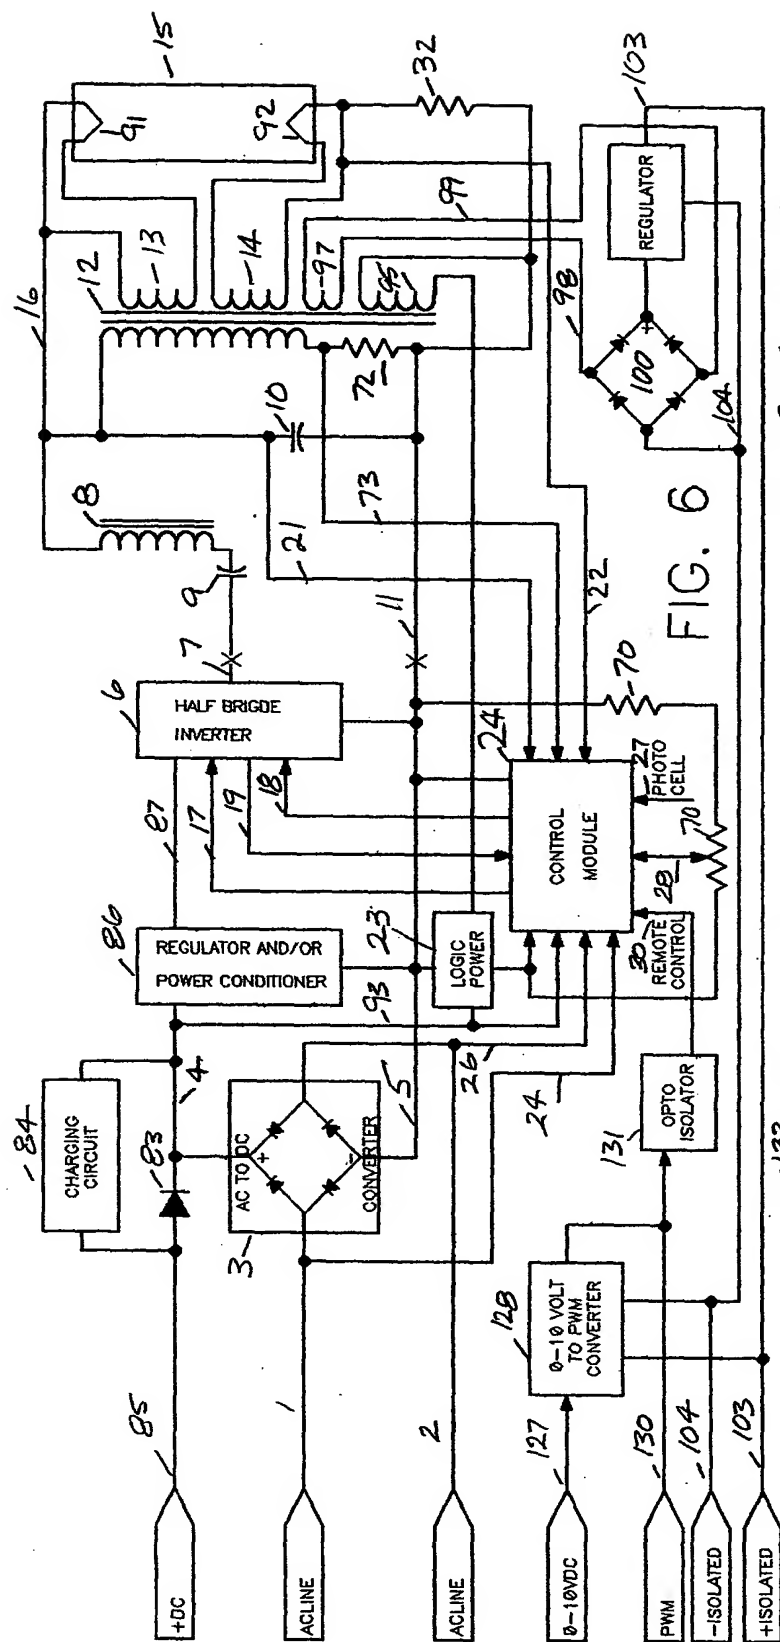 15
91
92
32
103
REGULATOR
16
12
13
14
97
95
99
98
100
+
104
72
10
8
9
21
73
22
FIG. 6
7
11
6
HALF BRIGDE
INVERTER
87
17
19
18
24
CONTROL
MODULE
70
27
PHOTO
CELL
28
70
30
REMOTE
CONTROL
86
REGULATOR AND/OR
POWER CONDITIONER
23
LOGIC
POWER
93
84
CHARGING
CIRCUIT
4
83
AC TO DC
CONVERTER
+
-
3
5
26
24
131
OPTO
ISOLATOR
128
0-10 VOLT
TO PWM
CONVERTER
85
1
2
127
130
104
103
+DC
ACLINE
ACLINE
0-10VDC
PWM
-ISOLATED
+ISOLATED